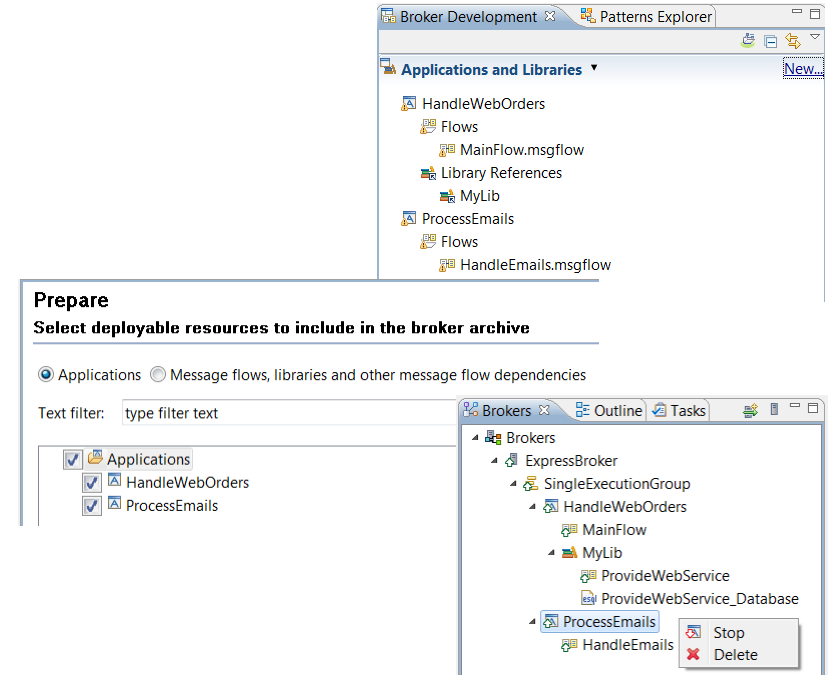 Broker Development Patterns Explorer
Applications and Libraries New...
HandleWebOrders
Flows
MainFlow.msgflow
Library References
MyLib
ProcessEmails
Flows
HandleEmails.msgflow
Prepare
Select deployable resources to include in the broker archive
Applications Message flows, libraries and other message flow dependencies
Text filter: type filter text
Applications
HandleWebOrders
ProcessEmails
Brokers Outline Tasks
Brokers
ExpressBroker
SingleExecutionGroup
HandleWebOrders
MainFlow
MyLib
ProvideWebService
esql ProvideWebService_Database
ProcessEmails
HandleEmails
Stop
Delete